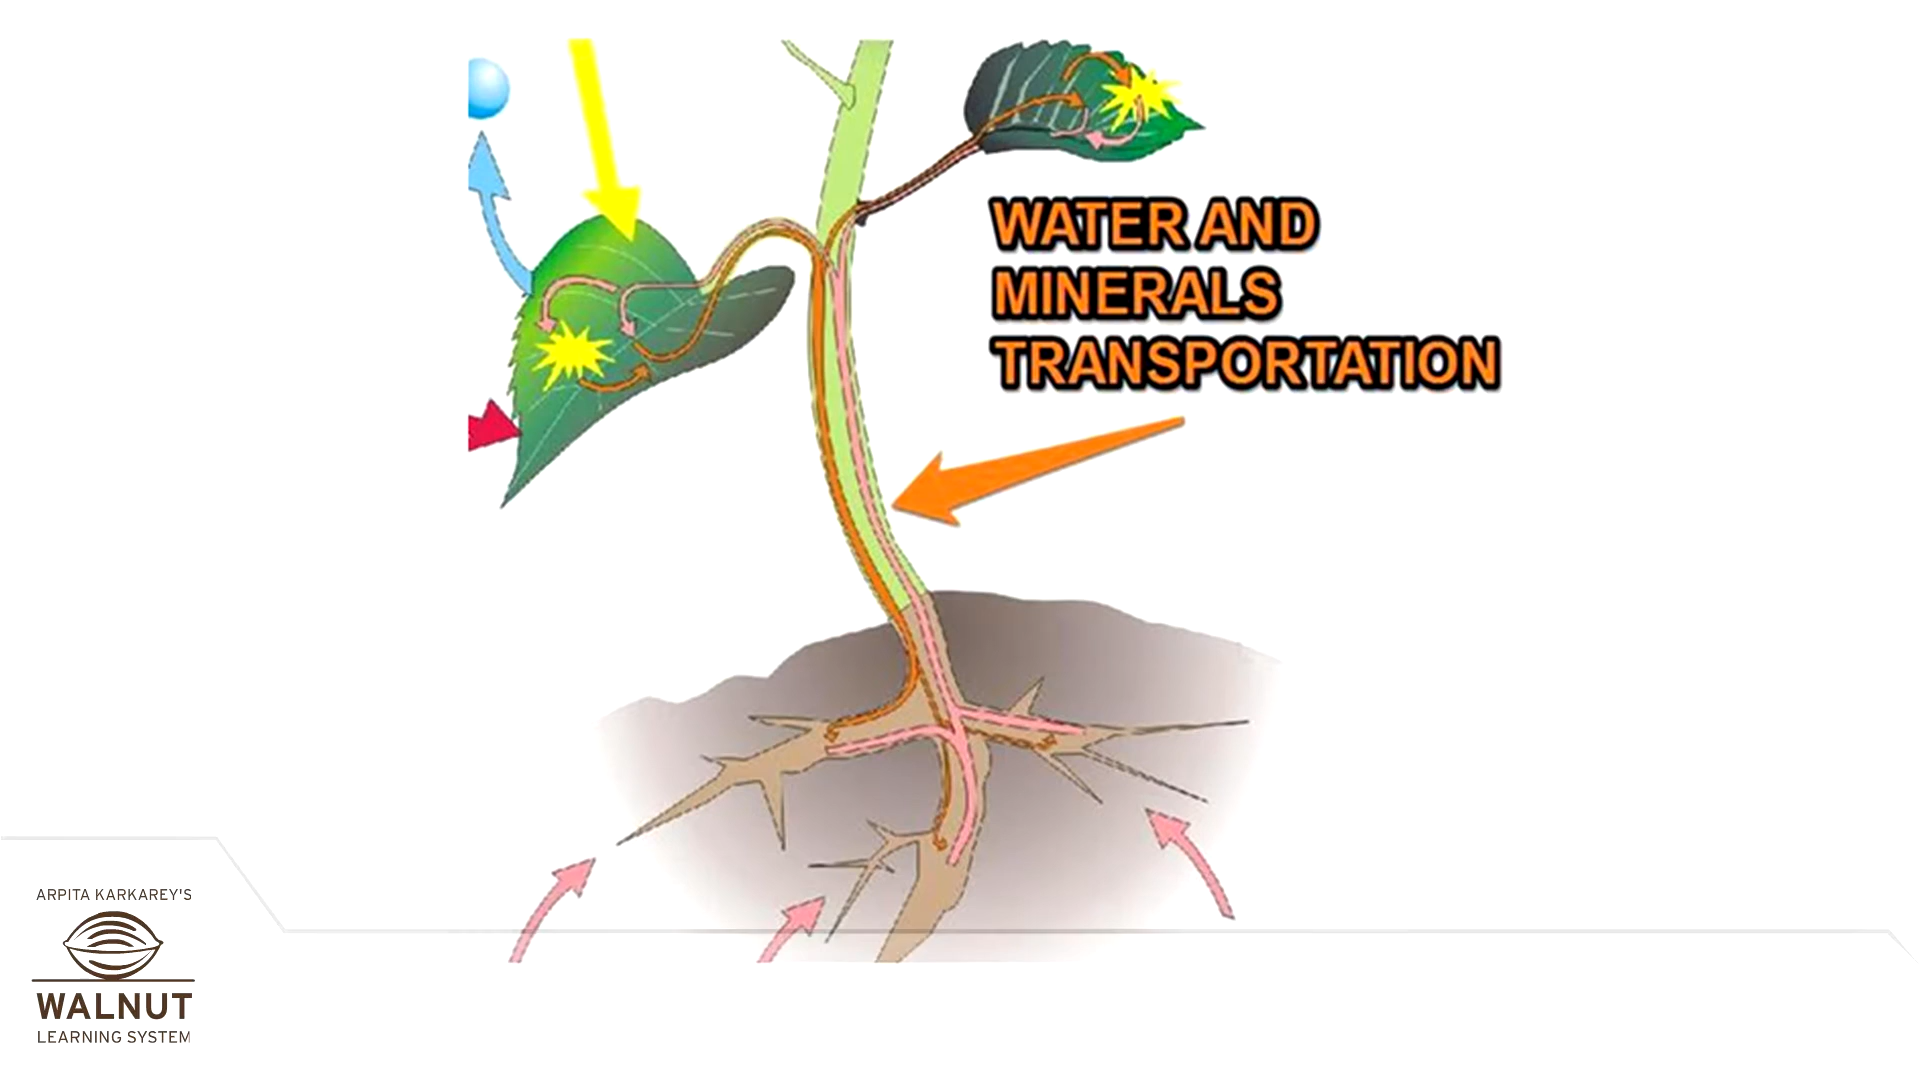 WATER AND
MINERALS
TRANSPORTATION
ARPITA KARKAREY'S
WALNUT
LEARNING SYSTEM